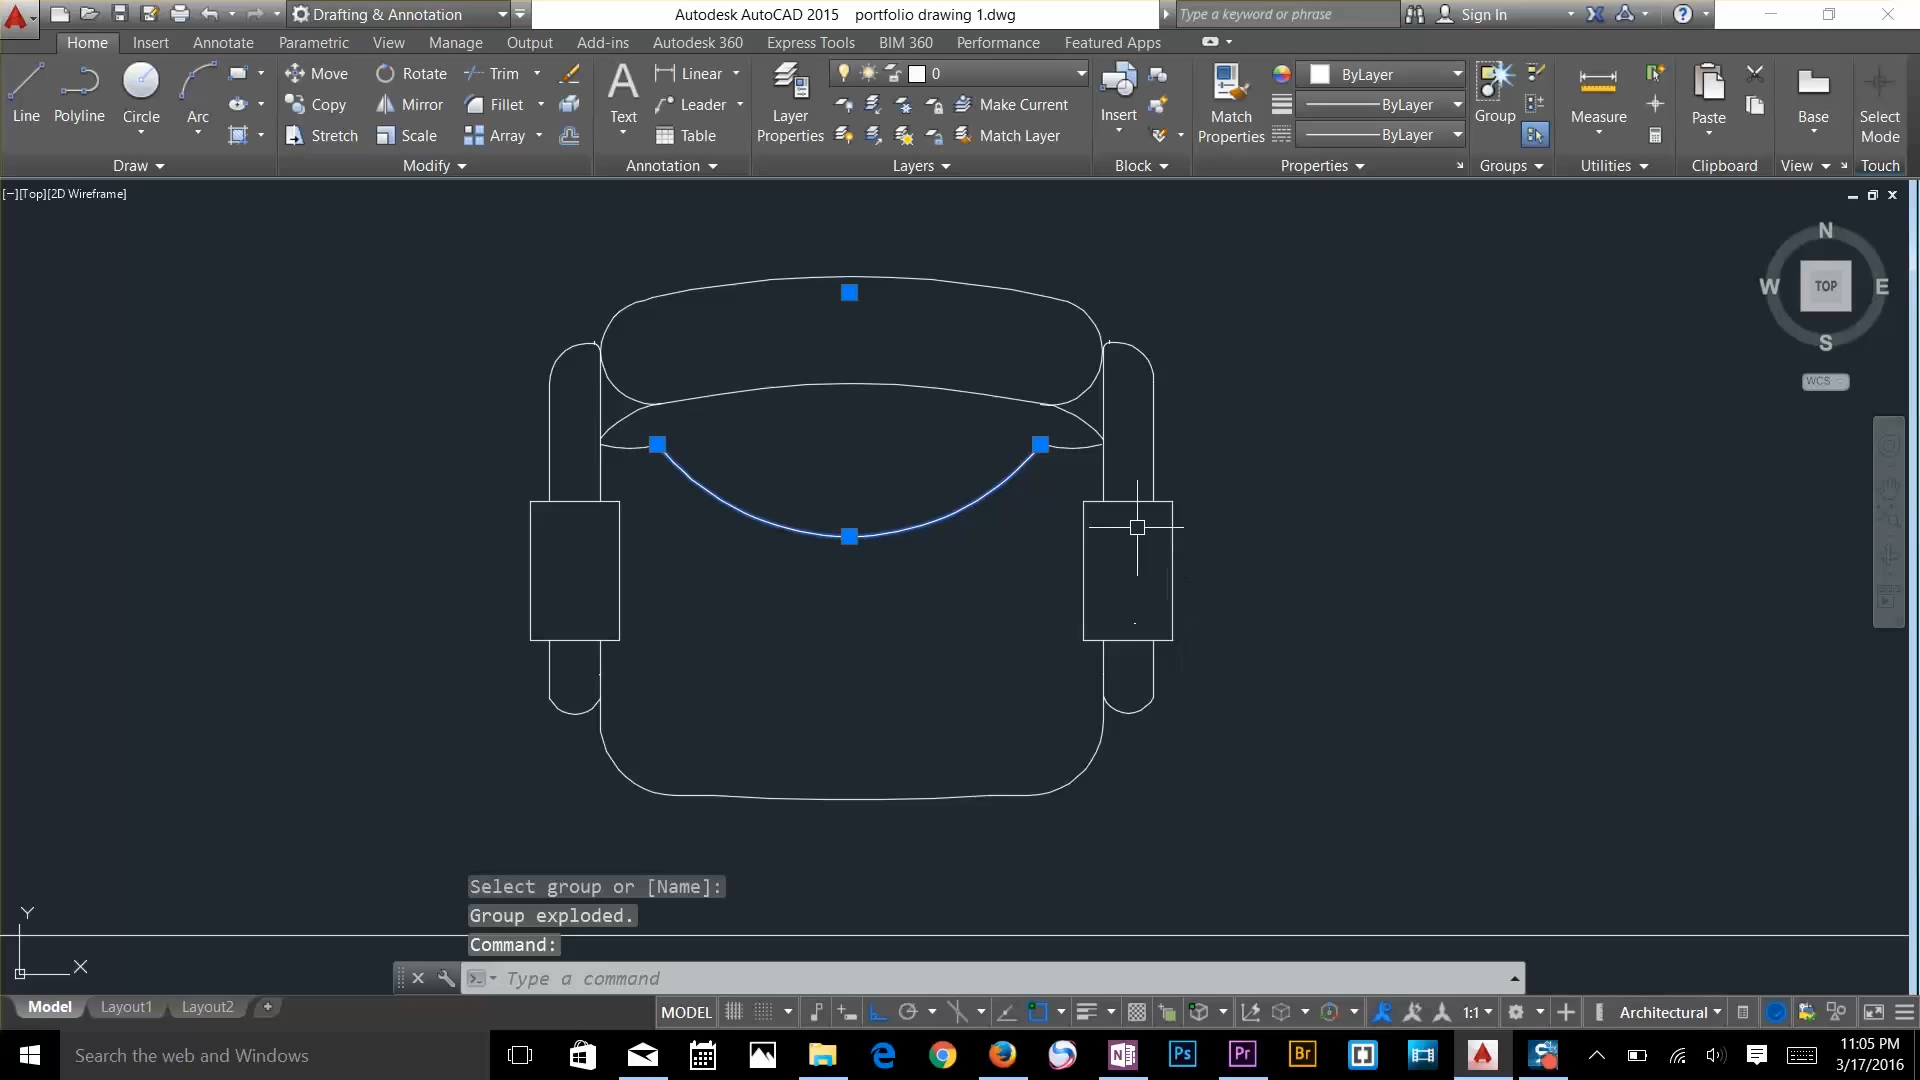 Drafting & Annotation
Autodesk AutoCAD 2015 portfolio drawing 1.dwg
Type a keyword or phrase
Sign In
Home Insert Annotate Parametric View Manage Output Add-ins Autodesk 360 Express Tools BIM 360 Performance Featured Apps
Line Polyline Circle Arc
Move Rotate Trim
Copy Mirror Fillet
Stretch Scale Array
Text
Linear
Leader
Table
Layer Properties
0
Make Current
Match Layer
Insert
Match Properties
ByLayer
ByLayer
ByLayer
Group
Measure
Paste
Base
Select Mode
Draw Modify Annotation Layers Block Properties Groups Utilities Clipboard View Touch
[−][Top][2D Wireframe]
N
W TOP E
S
WCS
Select group or [Name]:
Group exploded.
Command:
Y
X
Type a command
Model Layout1 Layout2
MODEL 1:1 Architectural
Search the web and Windows
Ps Pr Br
11:05 PM
3/17/2016